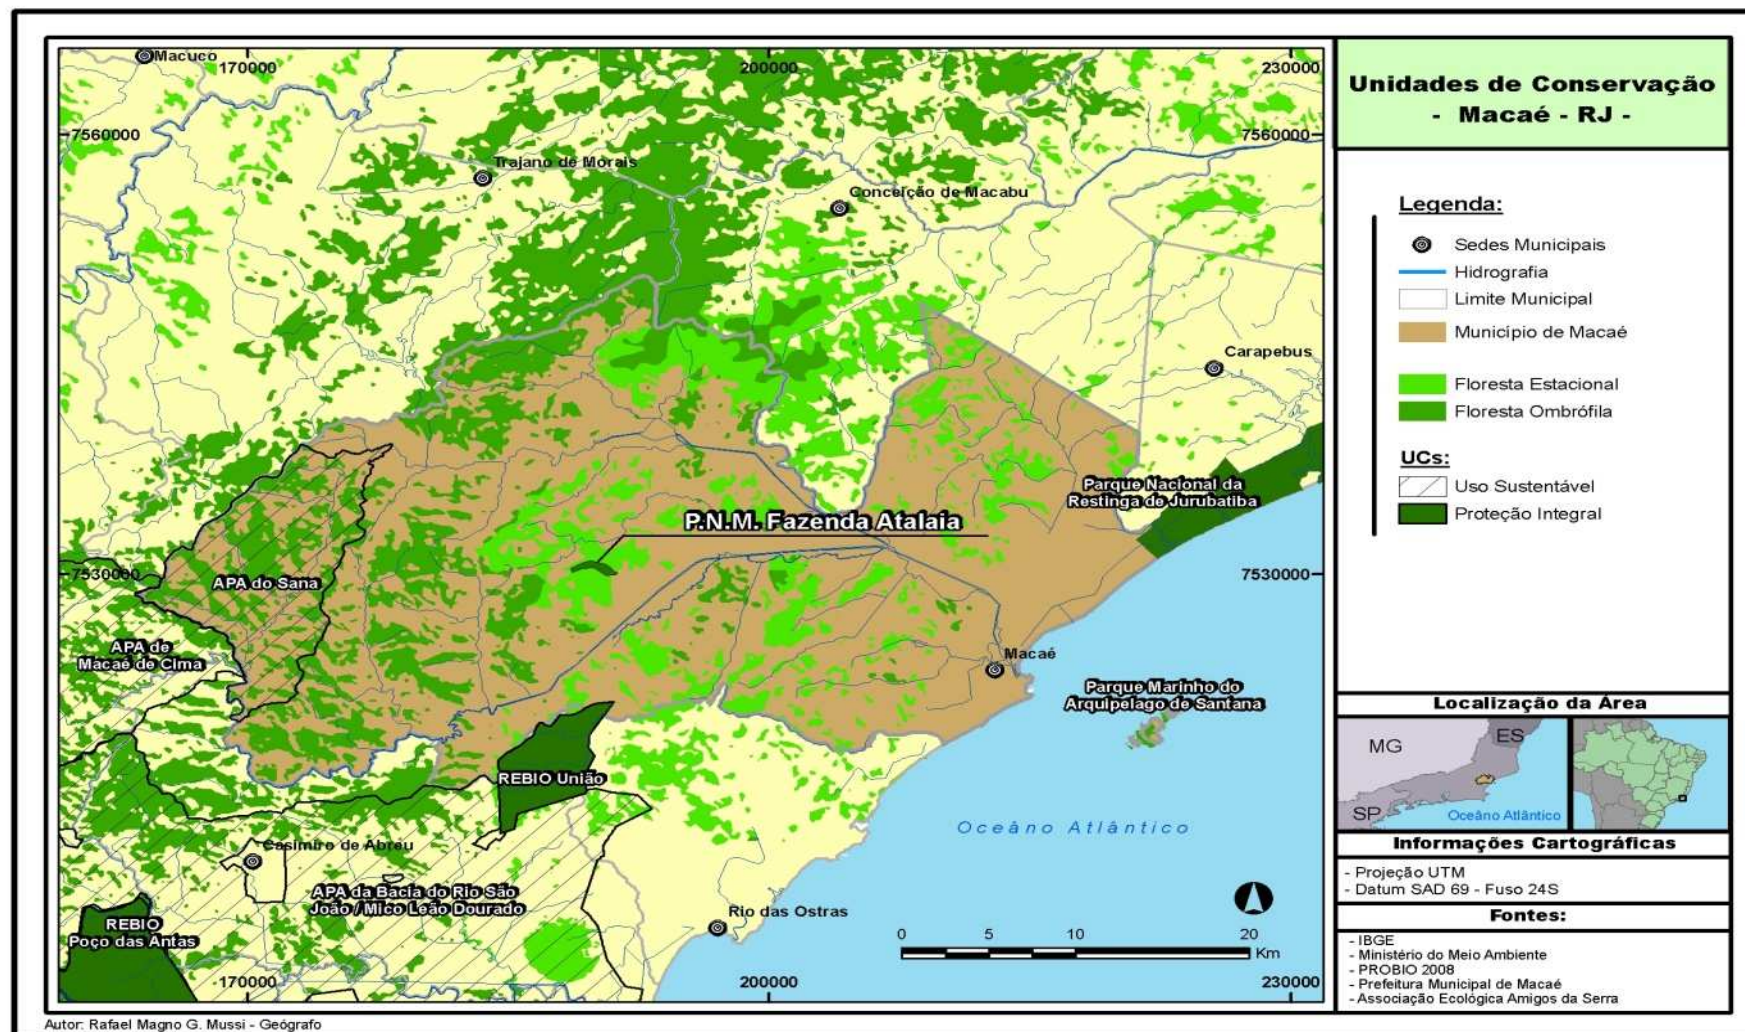 Macuco
170000
200000
230000
7560000
7560000
Trajano de Morais
Conceição de Macabu
Carapebus
Parque Nacional da
Restinga de Jurubatiba
P.N.M. Fazenda Atalaia
7530000
7530000
APA do Sana
APA de
Macaé de Cima
Macaé
Parque Marinho do
Arquipelago de Santana
REBIO União
Oceâno Atlântico
Casimiro de Abreu
APA da Bacia do Rio São
João / Mico Leão Dourado
Rio das Ostras
REBIO
Poço das Antas
0 5 10 20
Km
170000
200000
230000
Unidades de Conservação
- Macaé - RJ -
Legenda:
Sedes Municipais
Hidrografia
Limite Municipal
Município de Macaé
Floresta Estacional
Floresta Ombrófila
UCs:
Uso Sustentável
Proteção Integral
Localização da Área
MG
ES
SP
Oceâno Atlântico
Informações Cartográficas
- Projeção UTM
- Datum SAD 69 - Fuso 24S
Fontes:
- IBGE
- Ministério do Meio Ambiente
- PROBIO 2008
- Prefeitura Municipal de Macaé
- Associação Ecológica Amigos da Serra
Autor: Rafael Magno G. Mussi - Geógrafo